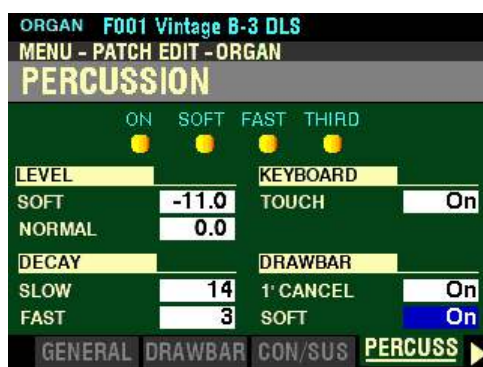 ORGAN F001 Vintage B-3 DLS
MENU - PATCH EDIT - ORGAN
PERCUSSION
ON SOFT FAST THIRD
LEVEL KEYBOARD
SOFT -11.0 TOUCH On
NORMAL 0.0
DECAY DRAWBAR
SLOW 14 1' CANCEL On
FAST 3 SOFT On
GENERAL DRAWBAR CON/SUS PERCUSS